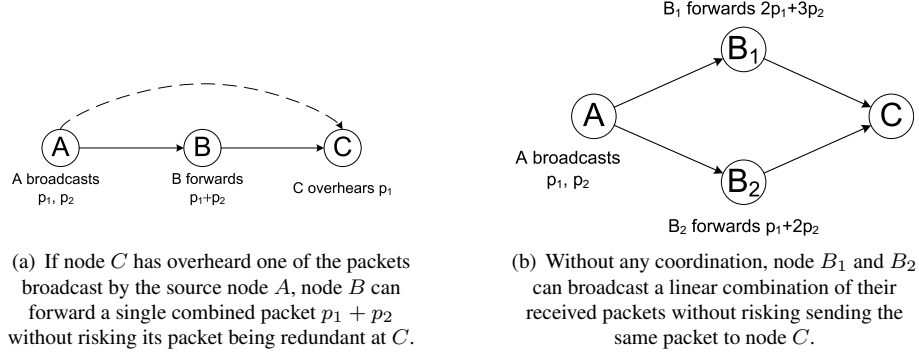 A
B
C
A broadcasts
p₁, p₂
B forwards
p₁+p₂
C overhears p₁
(a) If node C has overheard one of the packets
broadcast by the source node A, node B can
forward a single combined packet p₁ + p₂
without risking its packet being redundant at C.
B₁ forwards 2p₁+3p₂
B₁
A
C
A broadcasts
p₁, p₂
B₂
B₂ forwards p₁+2p₂
(b) Without any coordination, node B₁ and B₂
can broadcast a linear combination of their
received packets without risking sending the
same packet to node C.